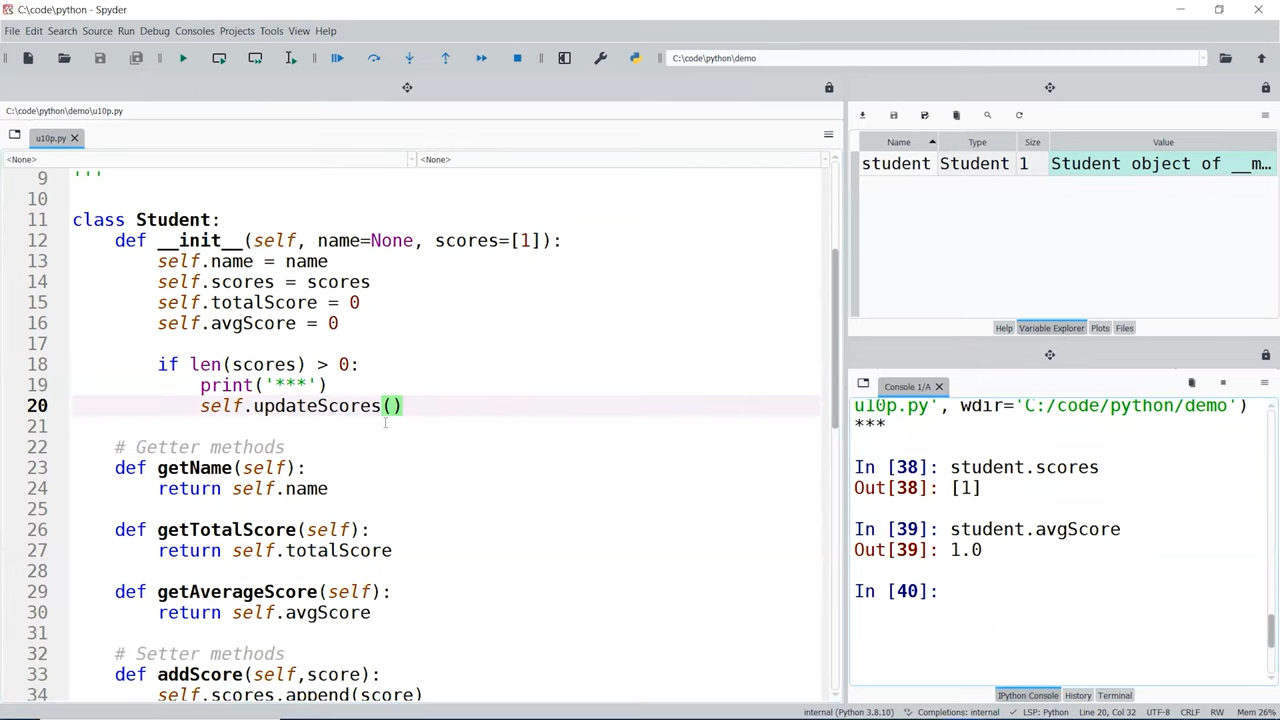 C:\code\python - Spyder
File Edit Search Source Run Debug Consoles Projects Tools View Help
C:\code\python\demo
C:\code\python\demo\u10p.py
u10p.py
<None> <None>
9 '''
10
11 class Student:
12 def __init__(self, name=None, scores=[1]):
13 self.name = name
14 self.scores = scores
15 self.totalScore = 0
16 self.avgScore = 0
17
18 if len(scores) > 0:
19 print('***')
20 self.updateScores()
21
22 # Getter methods
23 def getName(self):
24 return self.name
25
26 def getTotalScore(self):
27 return self.totalScore
28
29 def getAverageScore(self):
30 return self.avgScore
31
32 # Setter methods
33 def addScore(self,score):
34 self.scores.append(score)
Name Type Size Value
student Student 1 Student object of __m...
Help Variable Explorer Plots Files
Console 1/A
u10p.py', wdir='C:/code/python/demo')
***
In [38]: student.scores
Out[38]: [1]
In [39]: student.avgScore
Out[39]: 1.0
In [40]:
IPython Console History Terminal
internal (Python 3.8.10) Completions: internal LSP: Python Line 20, Col 32 UTF-8 CRLF RW Mem 26%